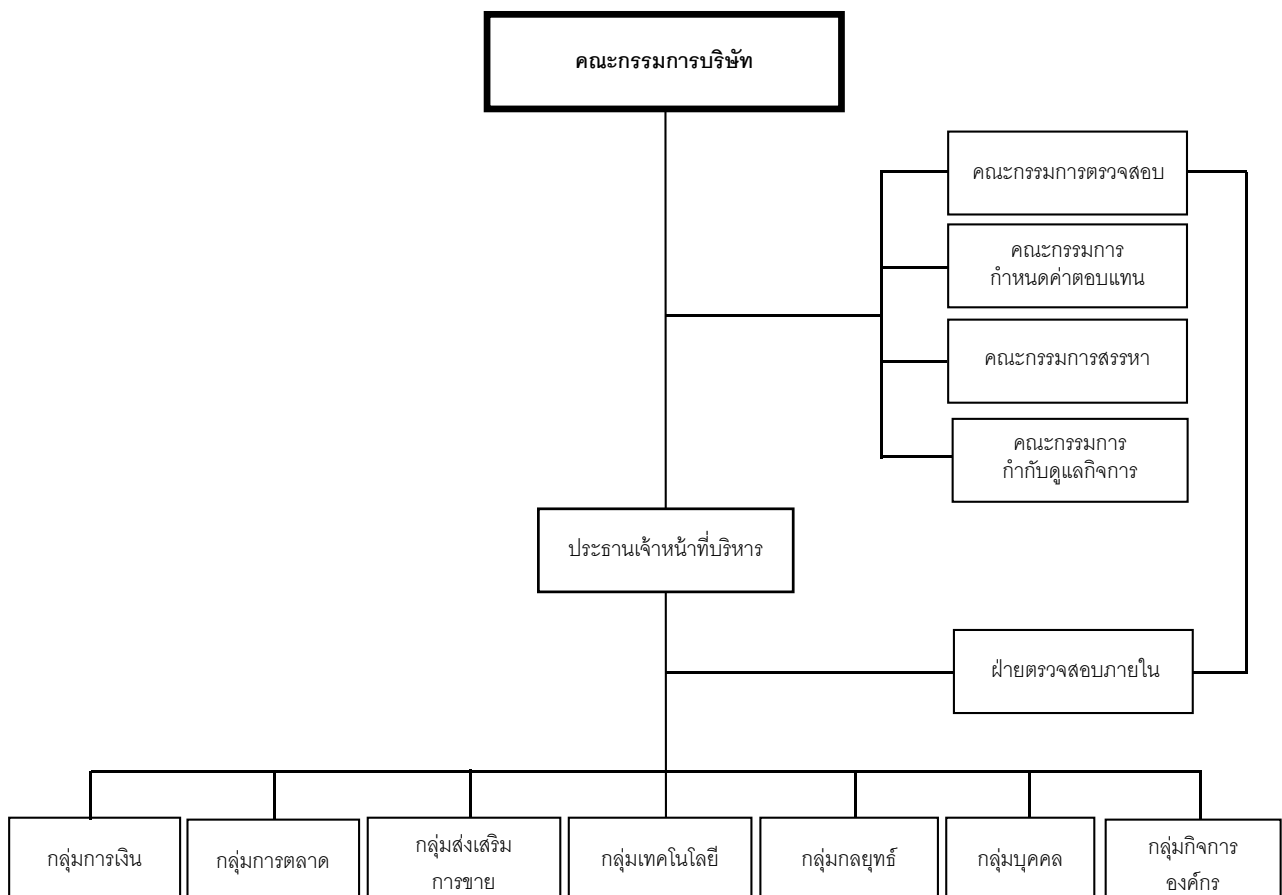 คณะกรรมการบริษัท
คณะกรรมการตรวจสอบ
คณะกรรมการ
กำหนดค่าตอบแทน
คณะกรรมการสรรหา
คณะกรรมการ
กำกับดูแลกิจการ
ประธานเจ้าหน้าที่บริหาร
ฝ่ายตรวจสอบภายใน
กลุ่มการเงิน
กลุ่มการตลาด
กลุ่มส่งเสริม
การขาย
กลุ่มเทคโนโลยี
กลุ่มกลยุทธ์
กลุ่มบุคคล
กลุ่มกิจการ
องค์กร